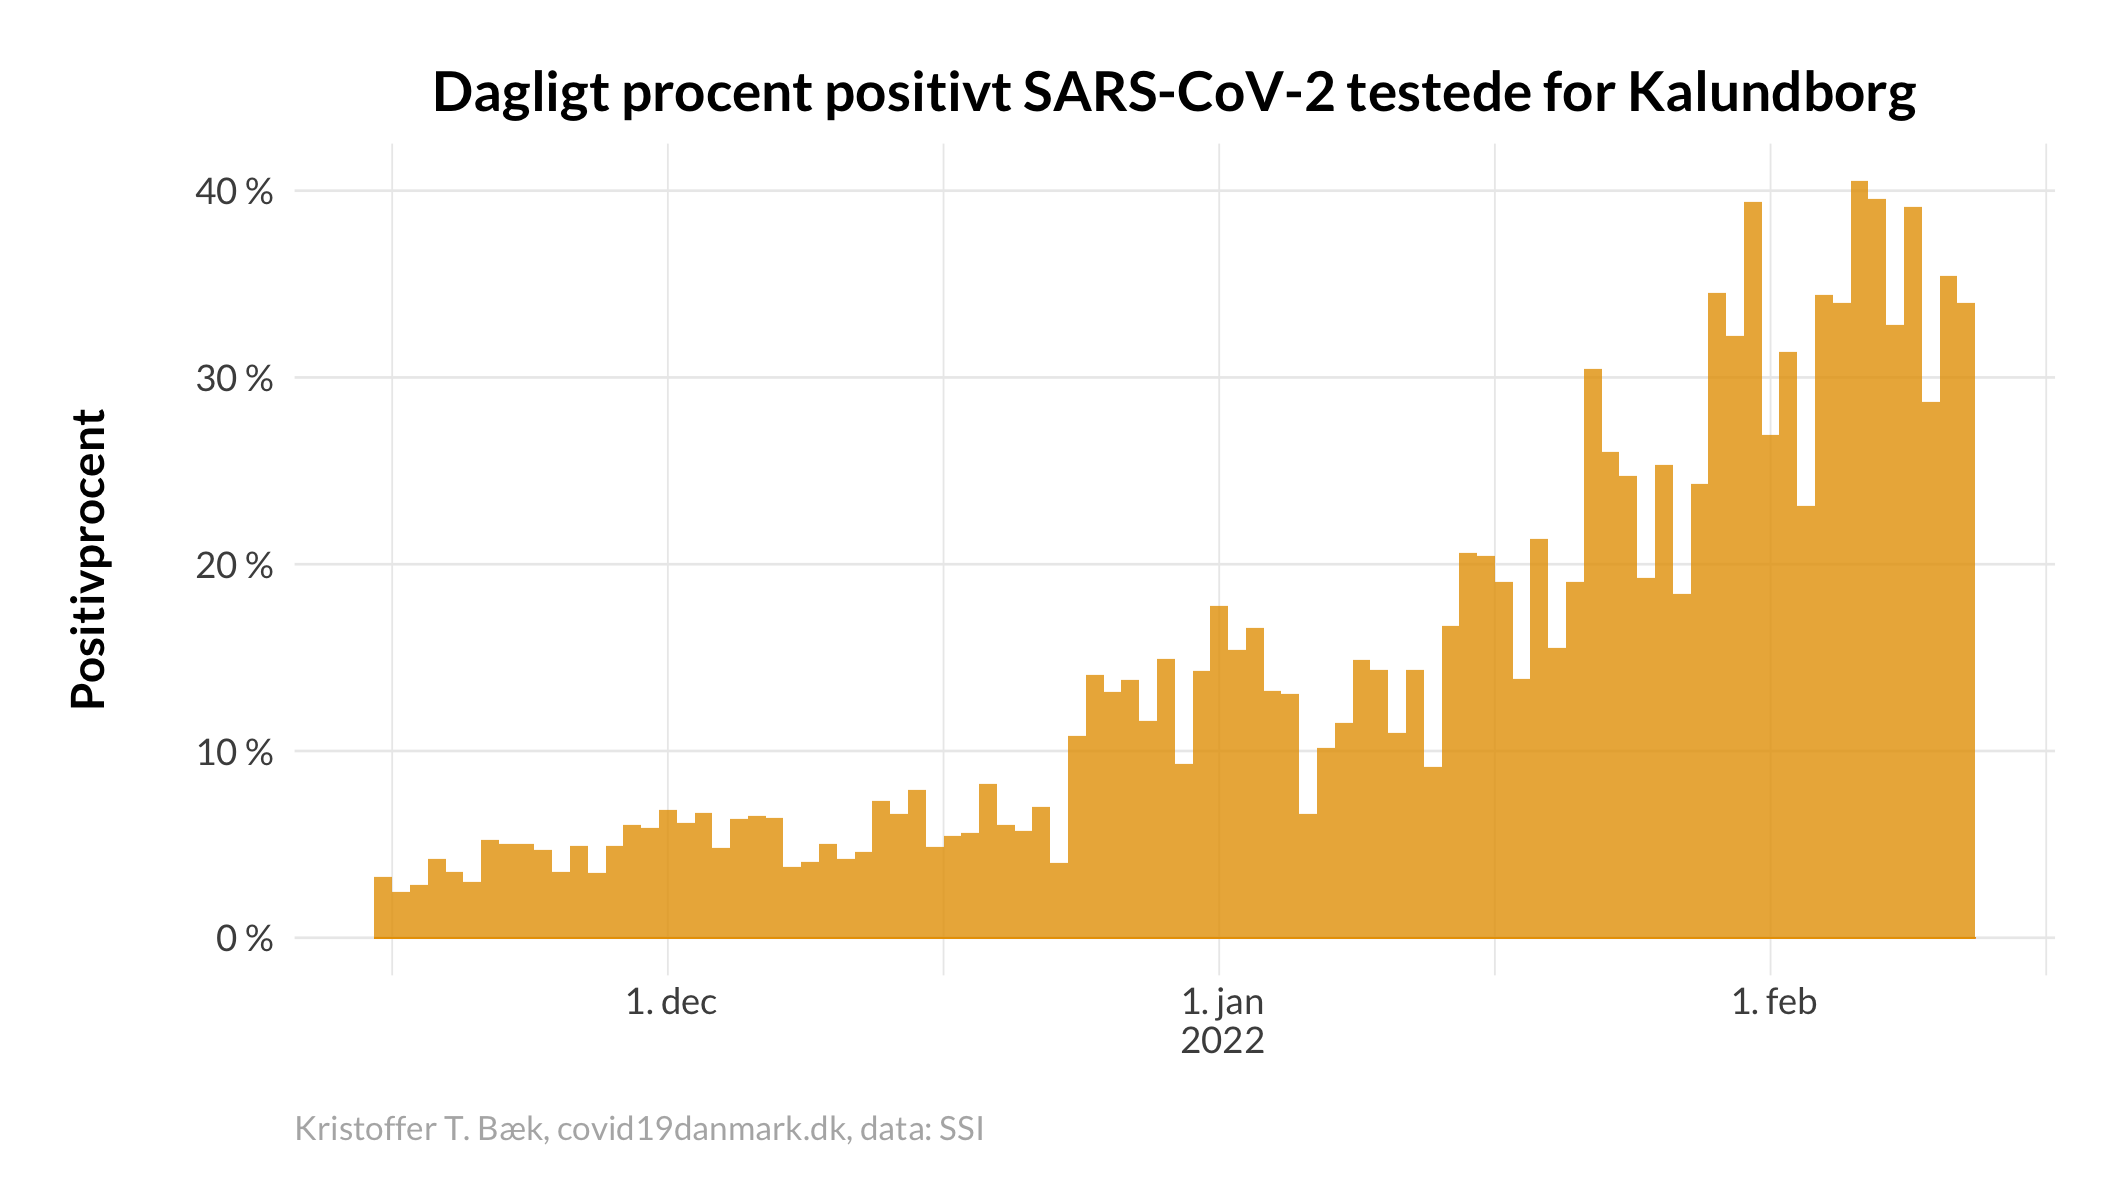 Dagligt procent positivt SARS-CoV-2 testede for Kalundborg
Positivprocent
40 %
30 %
20 %
10 %
0 %
1. dec
1. jan
2022
1. feb
Kristoffer T. Bæk, covid19danmark.dk, data: SSI